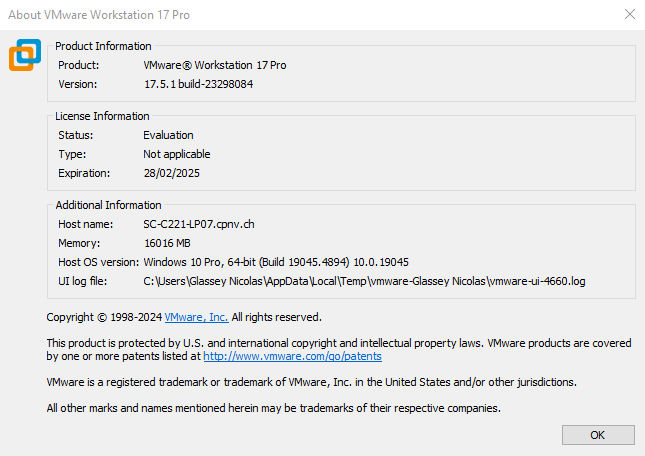 About VMware Workstation 17 Pro
Product Information
Product: VMware® Workstation 17 Pro
Version: 17.5.1 build-23298084
License Information
Status: Evaluation
Type: Not applicable
Expiration: 28/02/2025
Additional Information
Host name: SC-C221-LP07.cpnv.ch
Memory: 16016 MB
Host OS version: Windows 10 Pro, 64-bit (Build 19045.4894) 10.0.19045
UI log file: C:\Users\Glassey Nicolas\AppData\Local\Temp\vmware-Glassey Nicolas\vmware-ui-4660.log
Copyright © 1998-2024 VMware, Inc. All rights reserved.
This product is protected by U.S. and international copyright and intellectual property laws. VMware products are covered
by one or more patents listed at http://www.vmware.com/go/patents
VMware is a registered trademark or trademark of VMware, Inc. in the United States and/or other jurisdictions.
All other marks and names mentioned herein may be trademarks of their respective companies.
OK